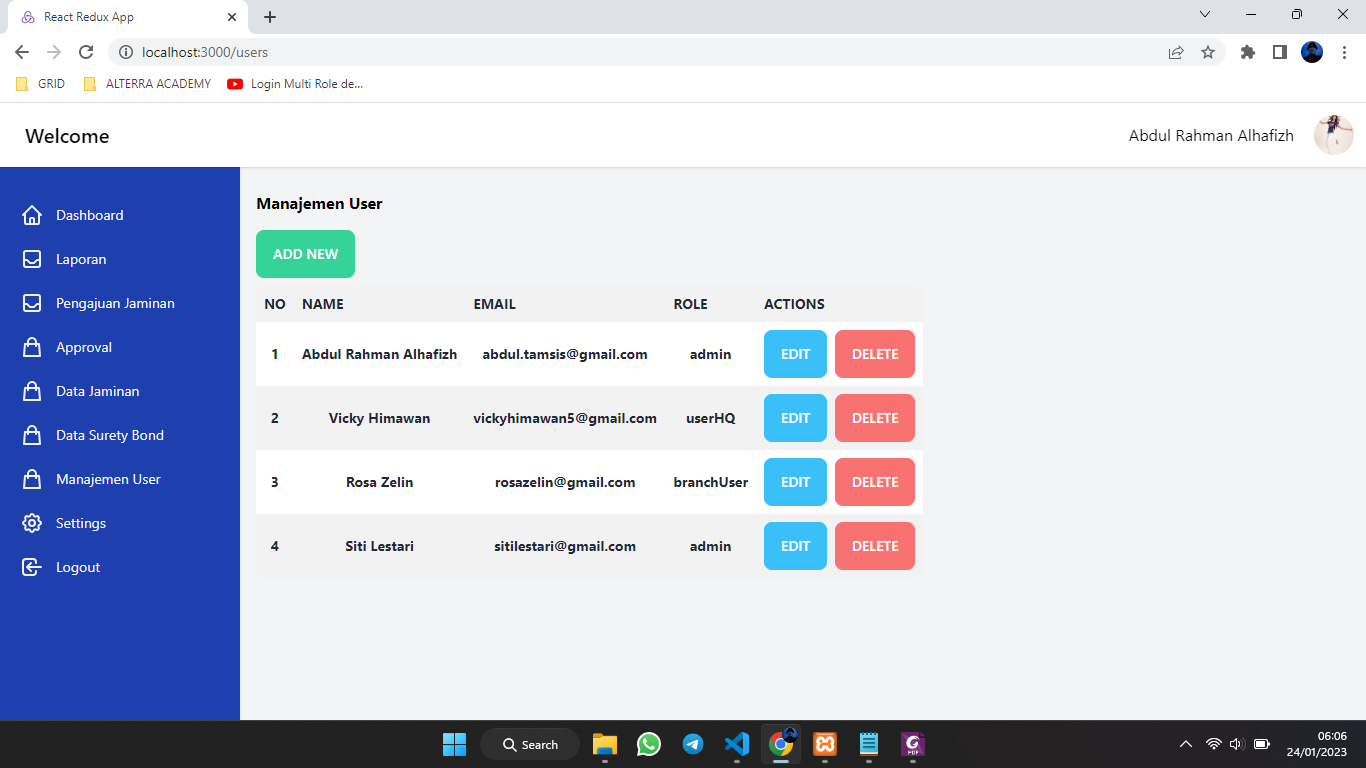 React Redux App
localhost:3000/users
GRID ALTERRA ACADEMY Login Multi Role de...
Welcome Abdul Rahman Alhafizh
Dashboard
Laporan
Pengajuan Jaminan
Approval
Data Jaminan
Data Surety Bond
Manajemen User
Settings
Logout
Manajemen User
ADD NEW
NO NAME EMAIL ROLE ACTIONS
1 Abdul Rahman Alhafizh abdul.tamsis@gmail.com admin EDIT DELETE
2 Vicky Himawan vickyhimawan5@gmail.com userHQ EDIT DELETE
3 Rosa Zelin rosazelin@gmail.com branchUser EDIT DELETE
4 Siti Lestari sitilestari@gmail.com admin EDIT DELETE
Search
PDF
06:06
24/01/2023